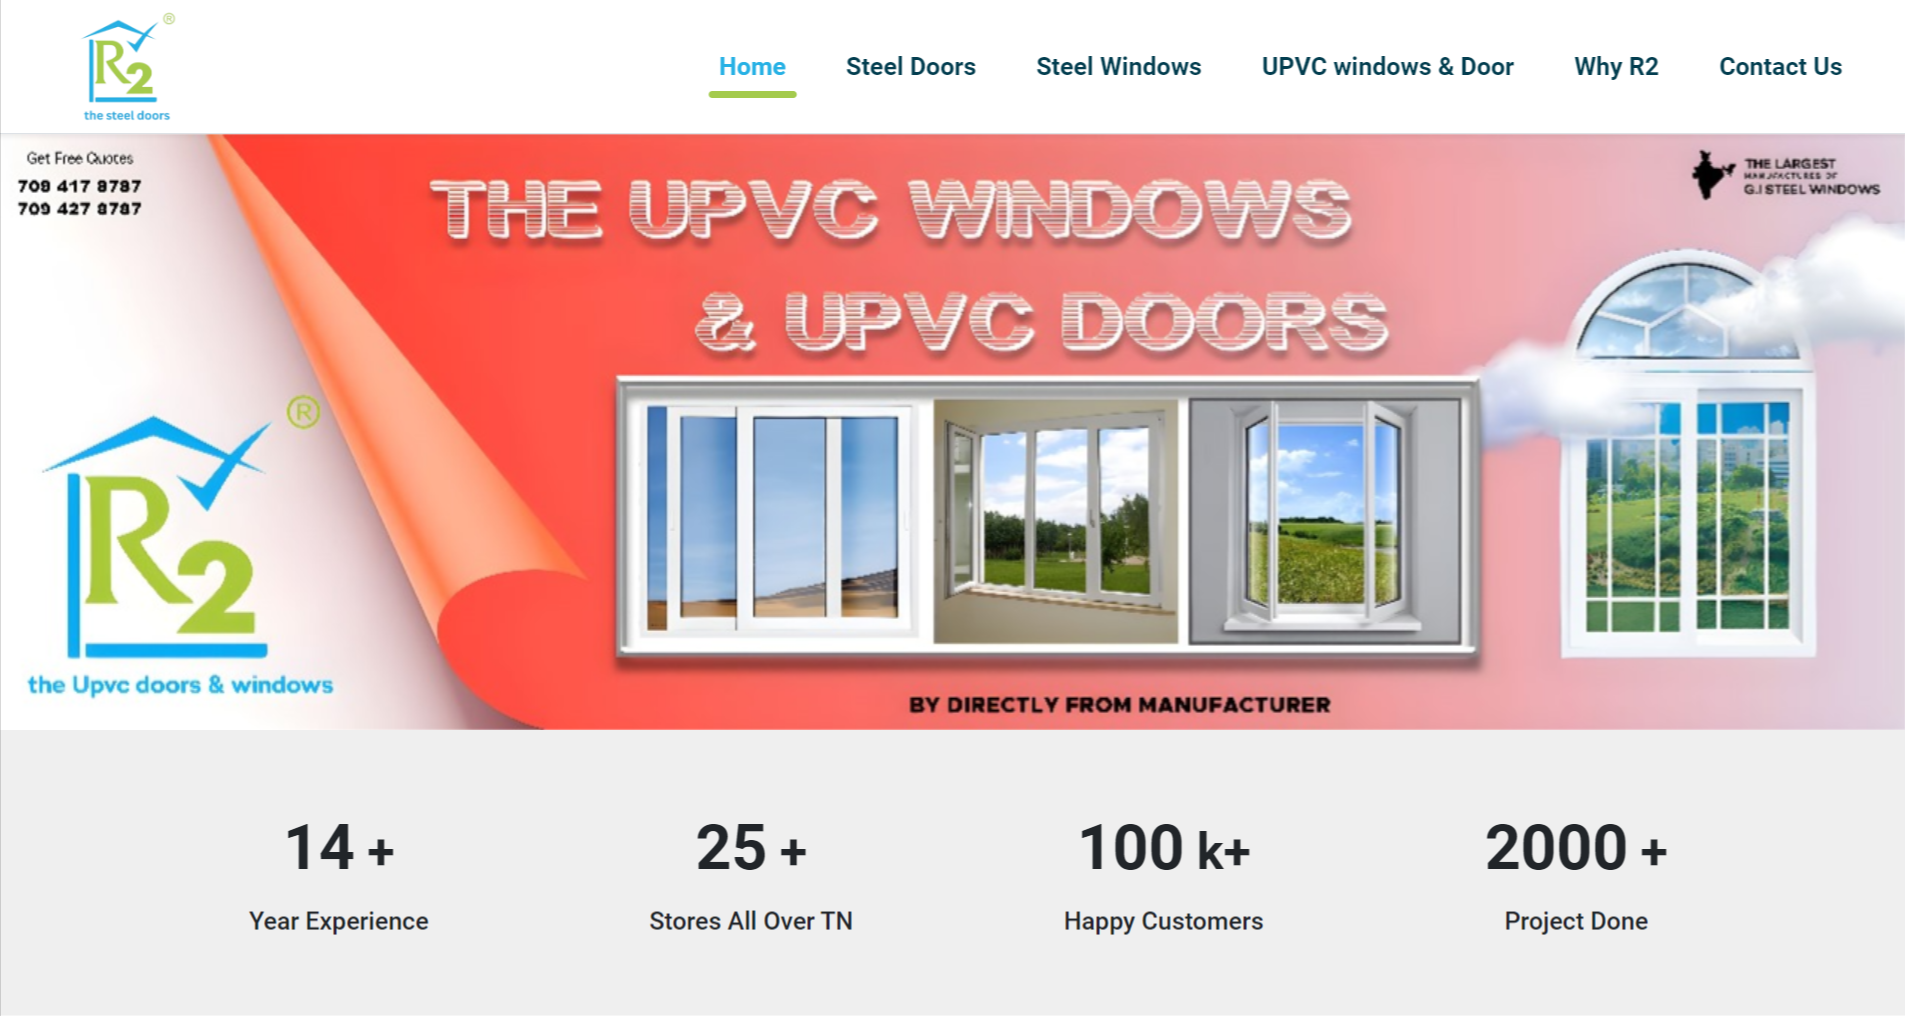 R2
®
the steel doors
Home
Steel Doors
Steel Windows
UPVC windows & Door
Why R2
Contact Us
Get Free Quotes
709 417 8787
709 427 8787
THE UPVC WINDOWS
& UPVC DOORS
THE LARGEST
MANUFACTURES OF
G.I STEEL WINDOWS
®
R2
the Upvc doors & windows
BY DIRECTLY FROM MANUFACTURER
14 +
Year Experience
25 +
Stores All Over TN
100 k+
Happy Customers
2000 +
Project Done